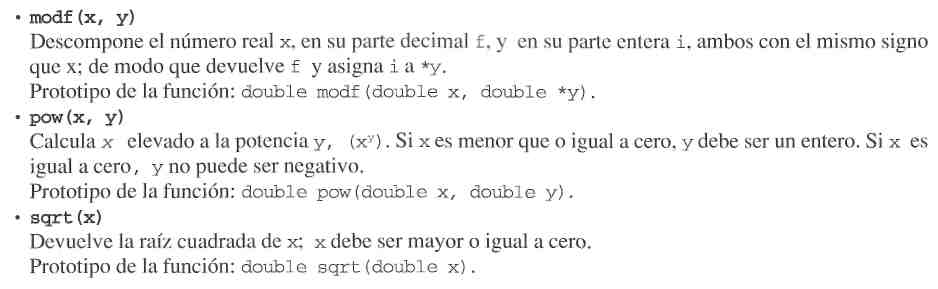 • modf(x, y)
Descompone el número real x, en su parte decimal f, y en su parte entera i, ambos con el mismo signo
que x; de modo que devuelve f y asigna i a *y.
Prototipo de la función: double modf(double x, double *y).
• pow(x, y)
Calcula x elevado a la potencia y, (xʸ). Si x es menor que o igual a cero, y debe ser un entero. Si x es
igual a cero, y no puede ser negativo.
Prototipo de la función: double pow(double x, double y).
• sqrt(x)
Devuelve la raíz cuadrada de x; x debe ser mayor o igual a cero.
Prototipo de la función: double sqrt(double x).